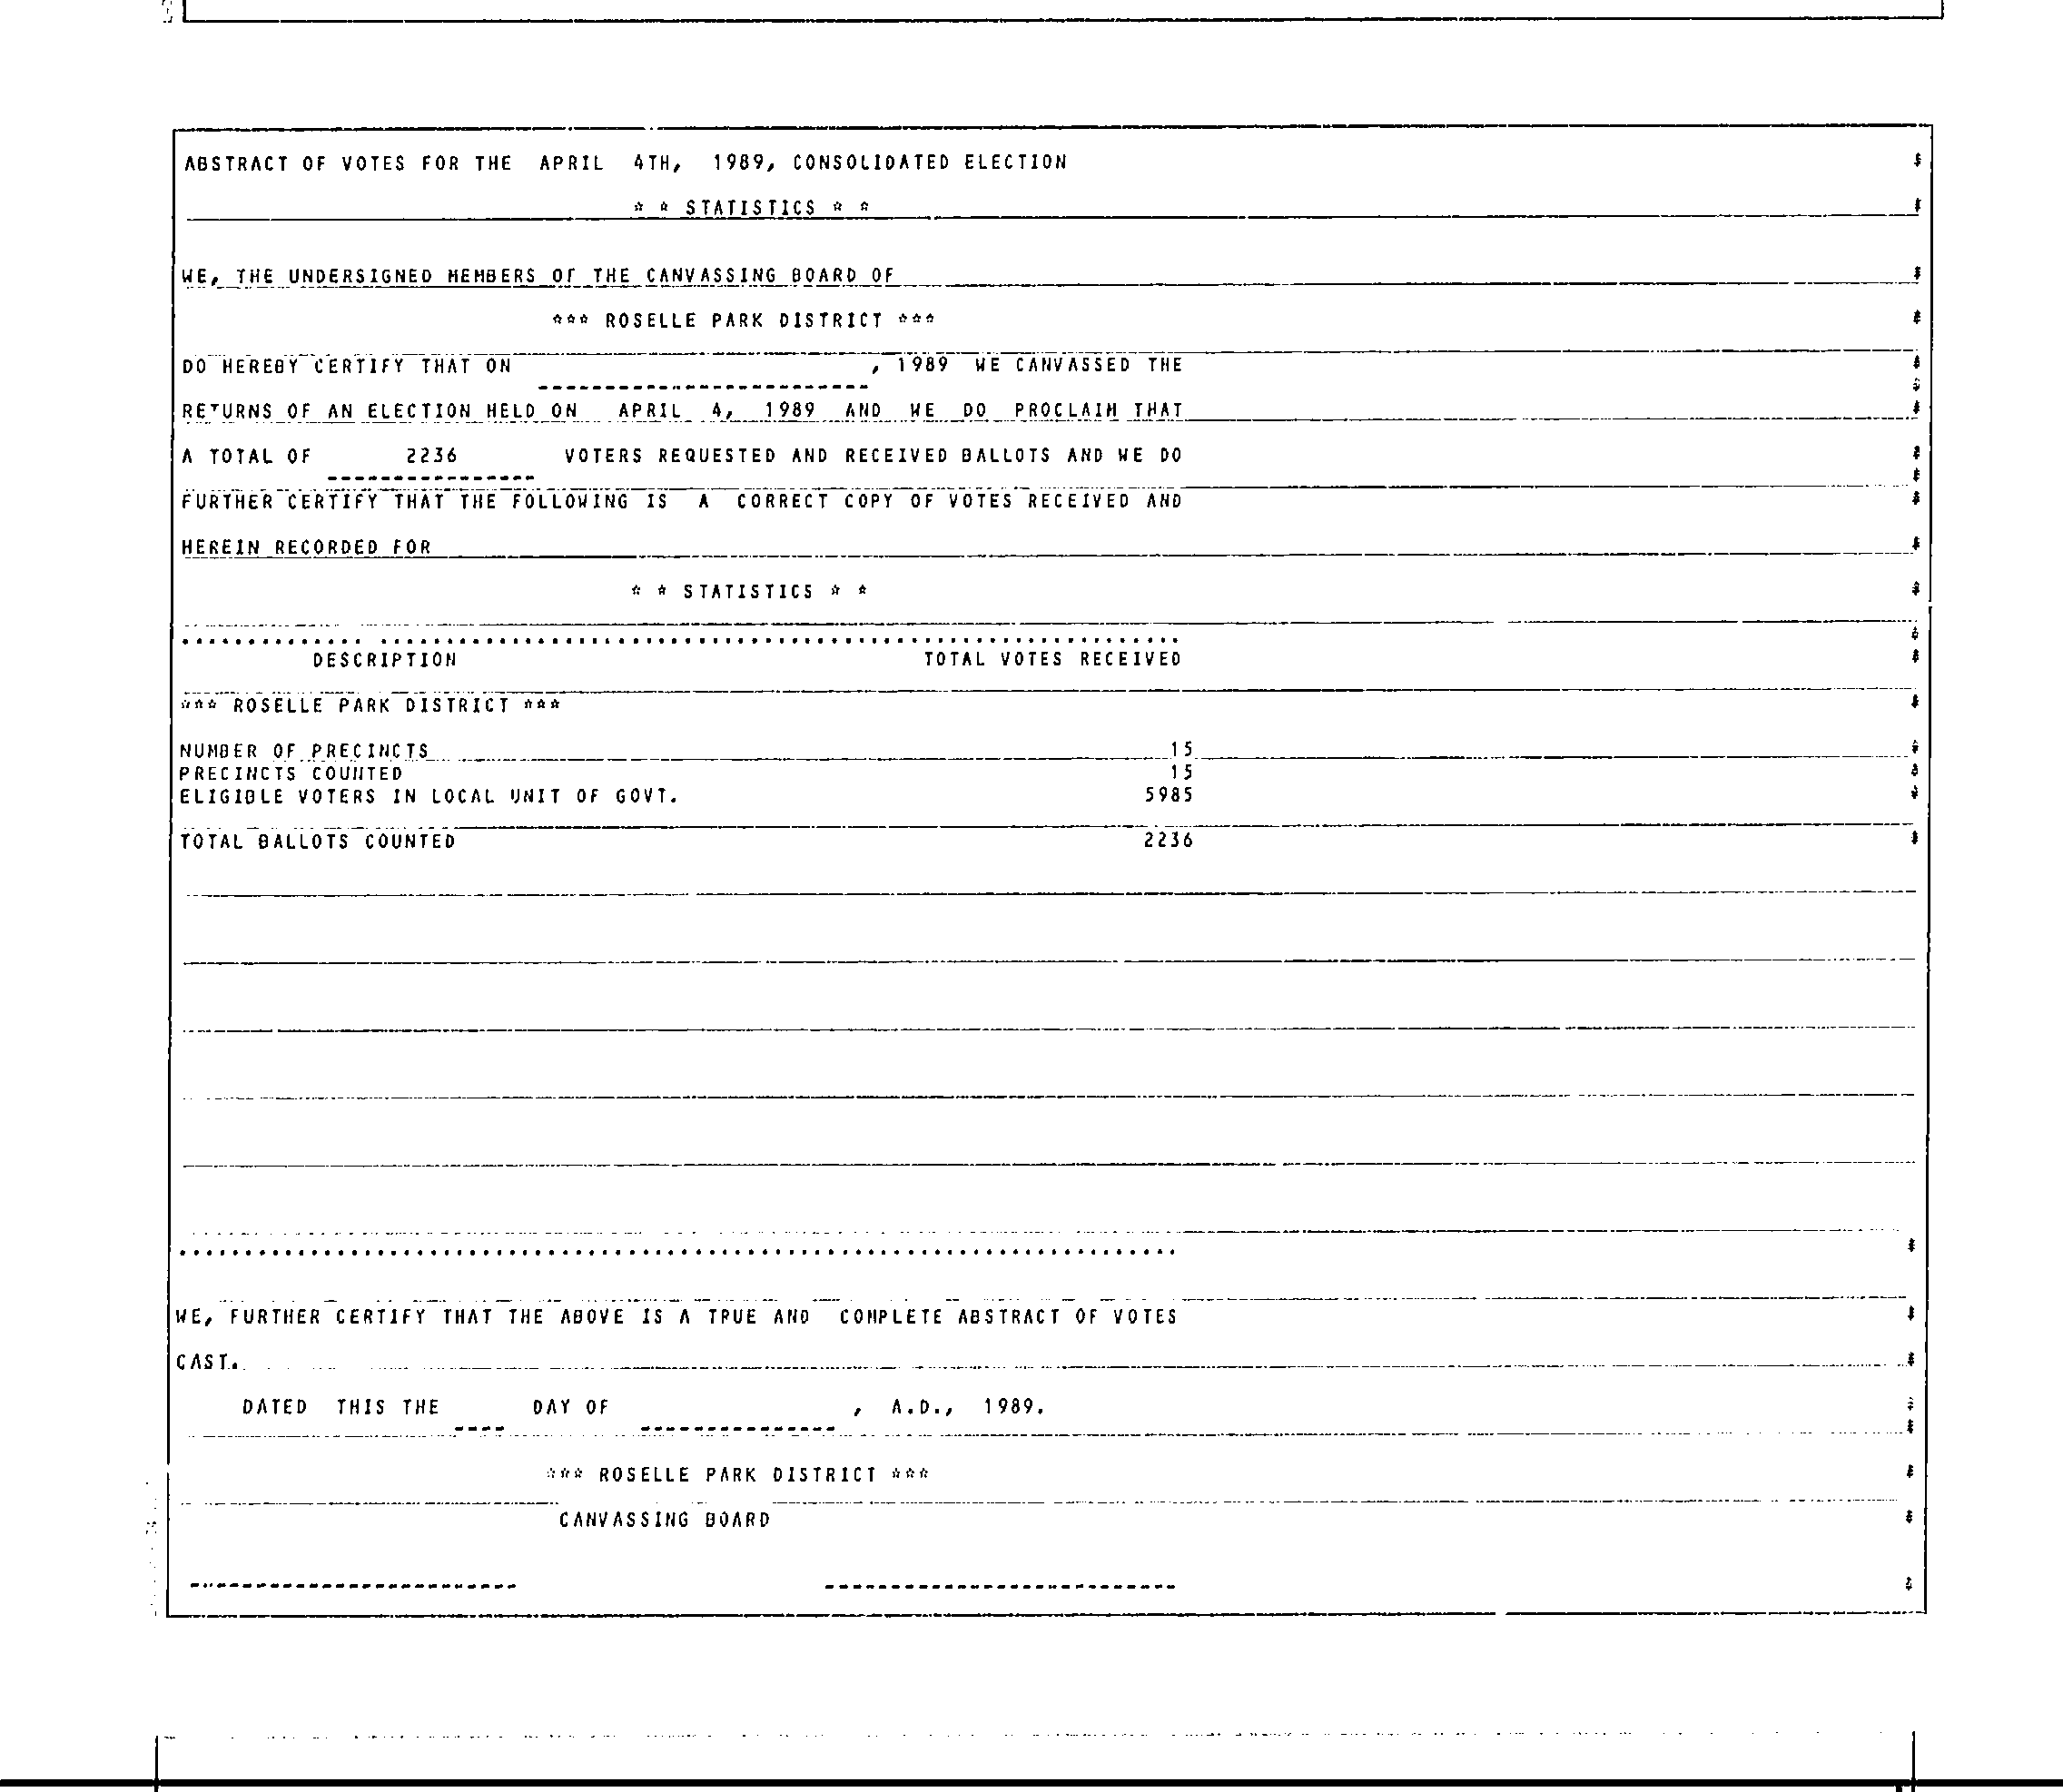 ABSTRACT OF VOTES FOR THE APRIL 4TH, 1989, CONSOLIDATED ELECTION
* * STATISTICS * *
WE, THE UNDERSIGNED MEMBERS OF THE CANVASSING BOARD OF
*** ROSELLE PARK DISTRICT ***
DO HEREBY CERTIFY THAT ON , 1989 WE CANVASSED THE
RETURNS OF AN ELECTION HELD ON APRIL 4, 1989 AND WE DO PROCLAIM THAT
A TOTAL OF 2236 VOTERS REQUESTED AND RECEIVED BALLOTS AND WE DO
FURTHER CERTIFY THAT THE FOLLOWING IS A CORRECT COPY OF VOTES RECEIVED AND
HEREIN RECORDED FOR
* * STATISTICS * *
DESCRIPTION TOTAL VOTES RECEIVED
*** ROSELLE PARK DISTRICT ***
NUMBER OF PRECINCTS 15
PRECINCTS COUNTED 15
ELIGIBLE VOTERS IN LOCAL UNIT OF GOVT. 5985
TOTAL BALLOTS COUNTED 2236
WE, FURTHER CERTIFY THAT THE ABOVE IS A TRUE AND COMPLETE ABSTRACT OF VOTES
CAST.
DATED THIS THE ---- DAY OF --------------- , A.D., 1989.
*** ROSELLE PARK DISTRICT ***
CANVASSING BOARD